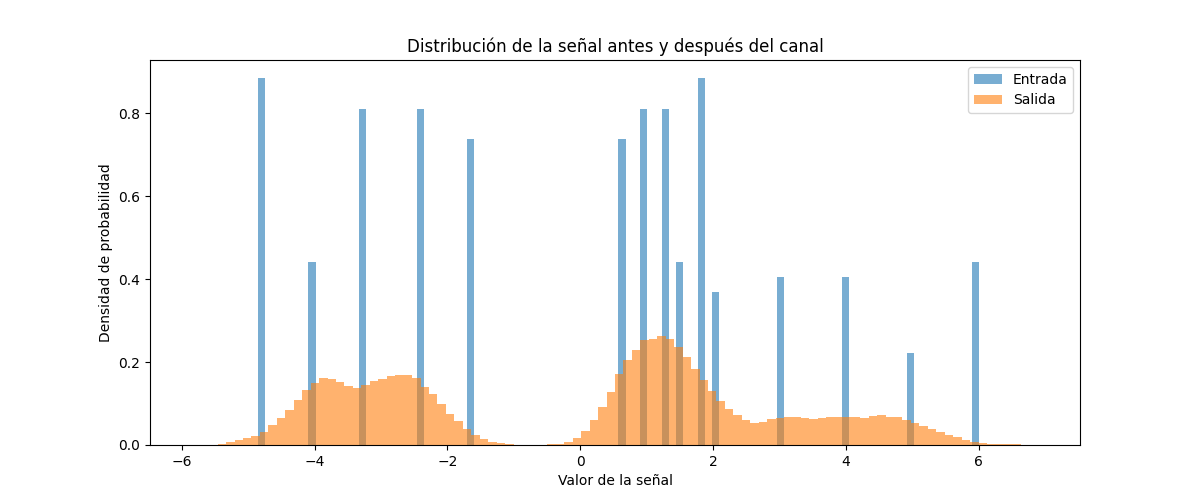 Distribución de la señal antes y después del canal
Entrada
Salida
Densidad de probabilidad
0.8
0.6
0.4
0.2
0.0
−6
−4
−2
0
2
4
6
Valor de la señal